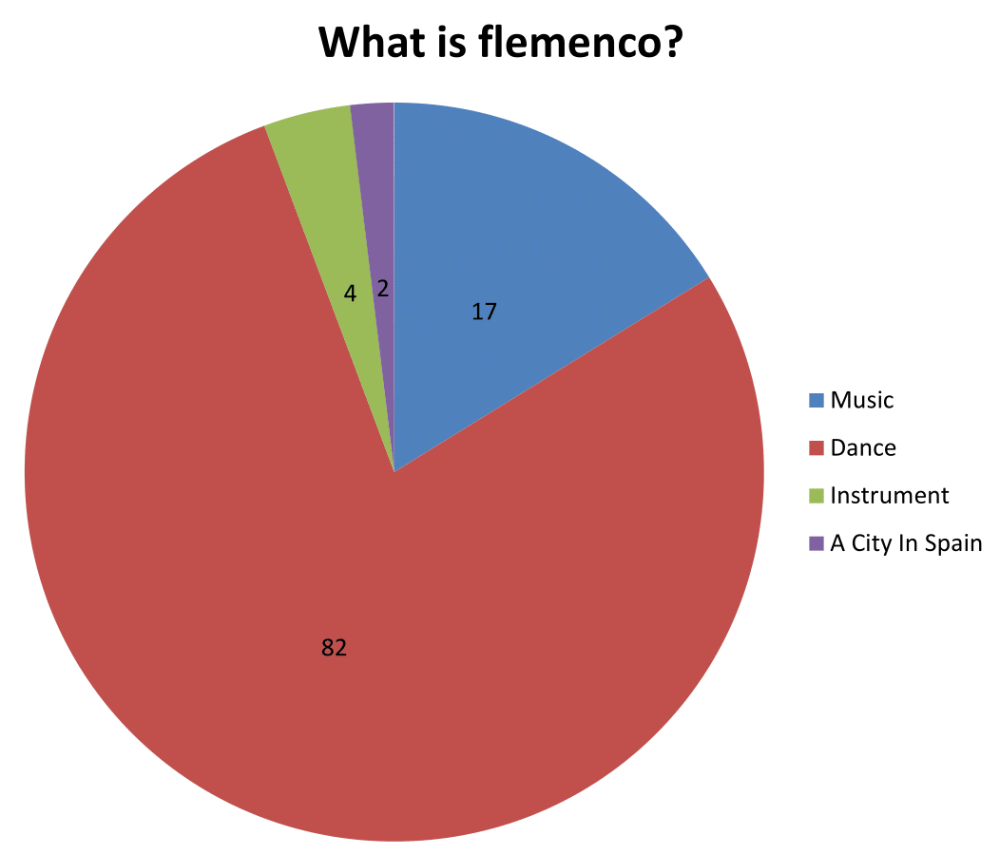 What is flemenco?
4
2
17
82
Music
Dance
Instrument
A City In Spain